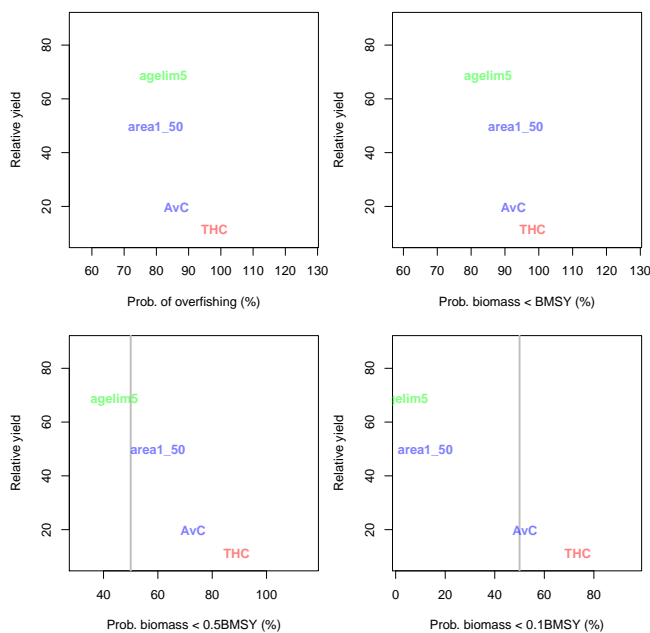 Relative yield
80
60
40
20
agelim5
area1_50
AvC
THC
60 70 80 90 100 110 120 130
Prob. of overfishing (%)
Relative yield
80
60
40
20
agelim5
area1_50
AvC
THC
60 70 80 90 100 110 120 130
Prob. biomass < BMSY (%)
Relative yield
80
60
40
20
agelim5
area1_50
AvC
THC
40 60 80 100
Prob. biomass < 0.5BMSY (%)
Relative yield
80
60
40
20
gelim5
area1_50
AvC
THC
0 20 40 60 80
Prob. biomass < 0.1BMSY (%)